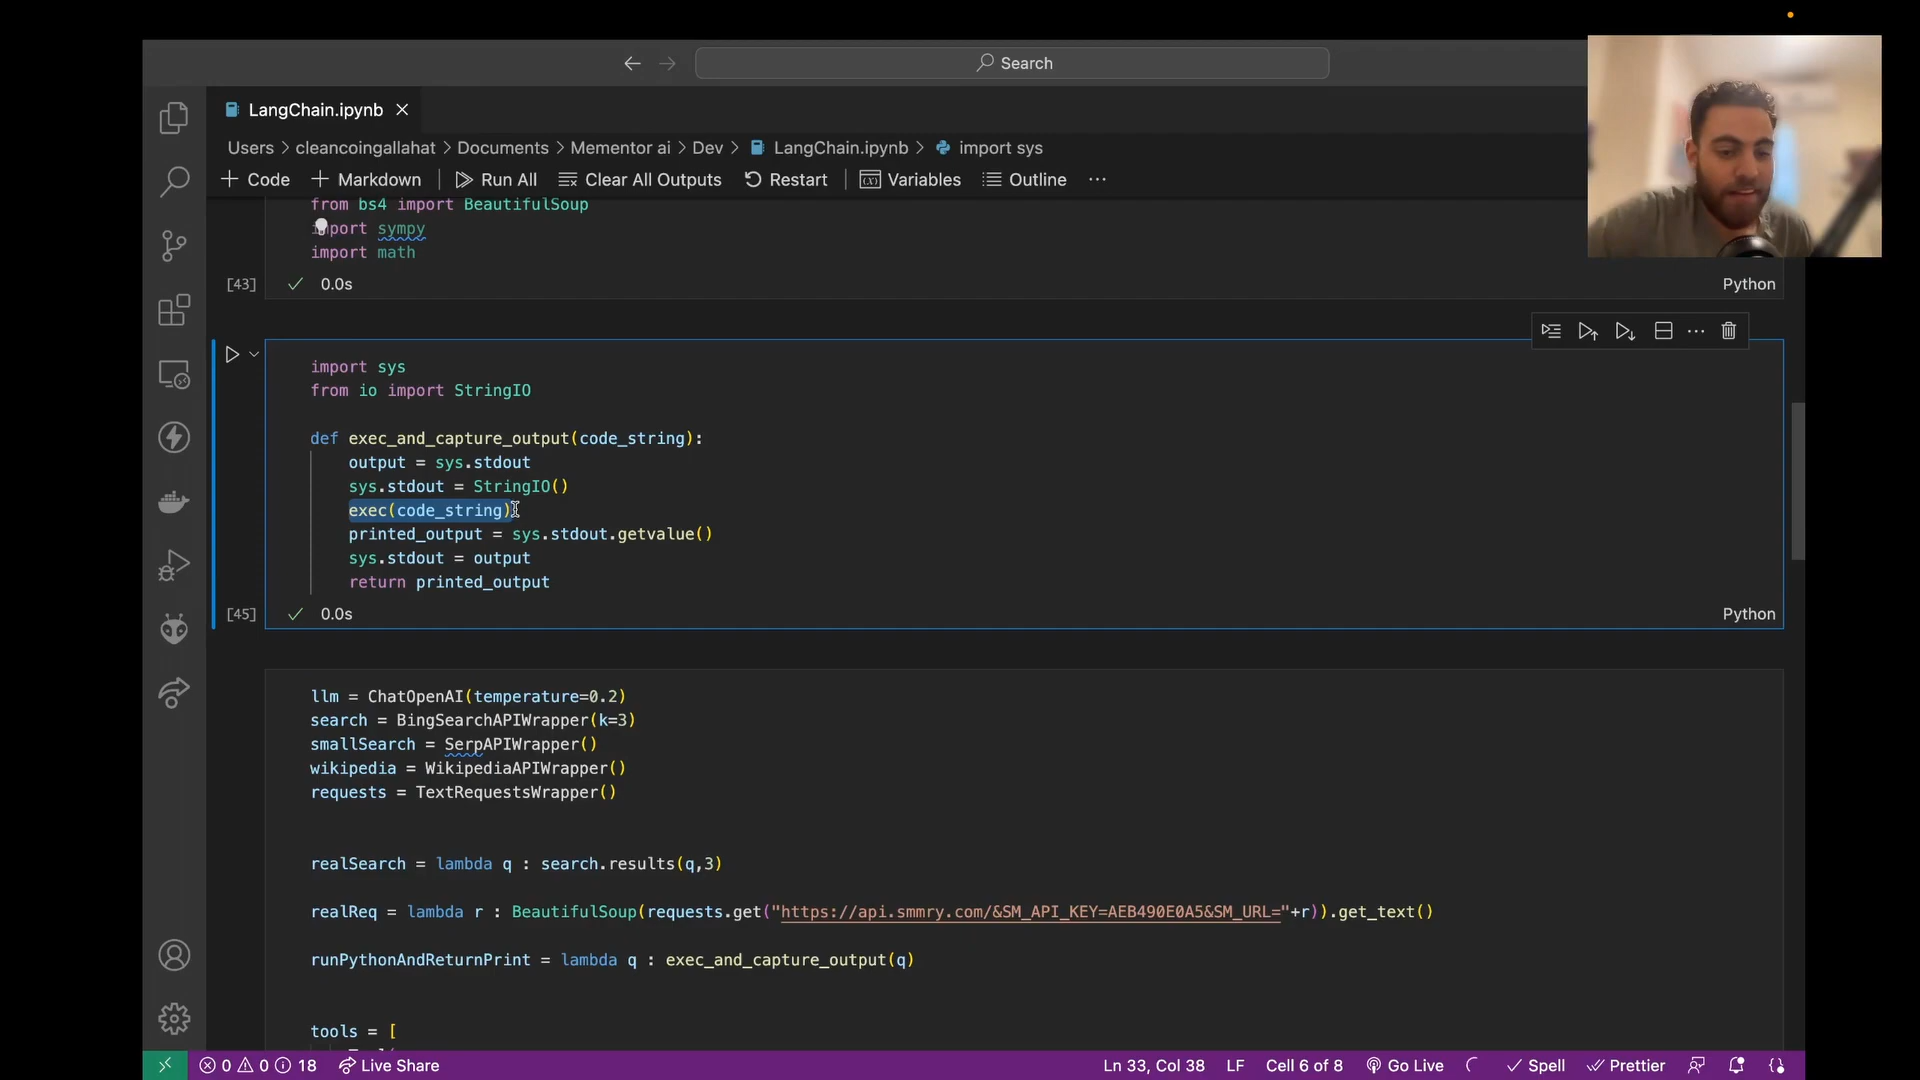 Search
LangChain.ipynb
Users > cleancoingallahat > Documents > Mementor ai > Dev > LangChain.ipynb > import sys
+ Code + Markdown Run All Clear All Outputs Restart Variables Outline ...
from bs4 import BeautifulSoup
import sympy
import math
[43] 0.0s Python
import sys
from io import StringIO
def exec_and_capture_output(code_string):
output = sys.stdout
sys.stdout = StringIO()
exec(code_string)
printed_output = sys.stdout.getvalue()
sys.stdout = output
return printed_output
[45] 0.0s Python
llm = ChatOpenAI(temperature=0.2)
search = BingSearchAPIWrapper(k=3)
smallSearch = SerpAPIWrapper()
wikipedia = WikipediaAPIWrapper()
requests = TextRequestsWrapper()
realSearch = lambda q : search.results(q,3)
realReq = lambda r : BeautifulSoup(requests.get("https://api.smmry.com/&SM_API_KEY=AEB490E0A5&SM_URL="+r)).get_text()
runPythonAndReturnPrint = lambda q : exec_and_capture_output(q)
tools = [
0 0 18 Live Share Ln 33, Col 38 LF Cell 6 of 8 Go Live Spell Prettier